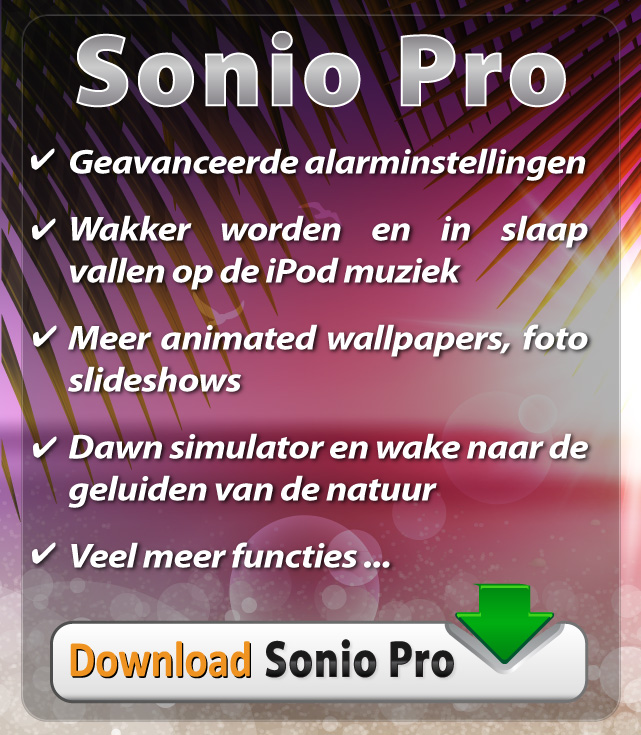 Sonio Pro
✔ Geavanceerde alarminstellingen
✔ Wakker worden en in slaap
vallen op de iPod muziek
✔ Meer animated wallpapers, foto
slideshows
✔ Dawn simulator en wake naar de
geluiden van de natuur
✔ Veel meer functies ...
Download Sonio Pro